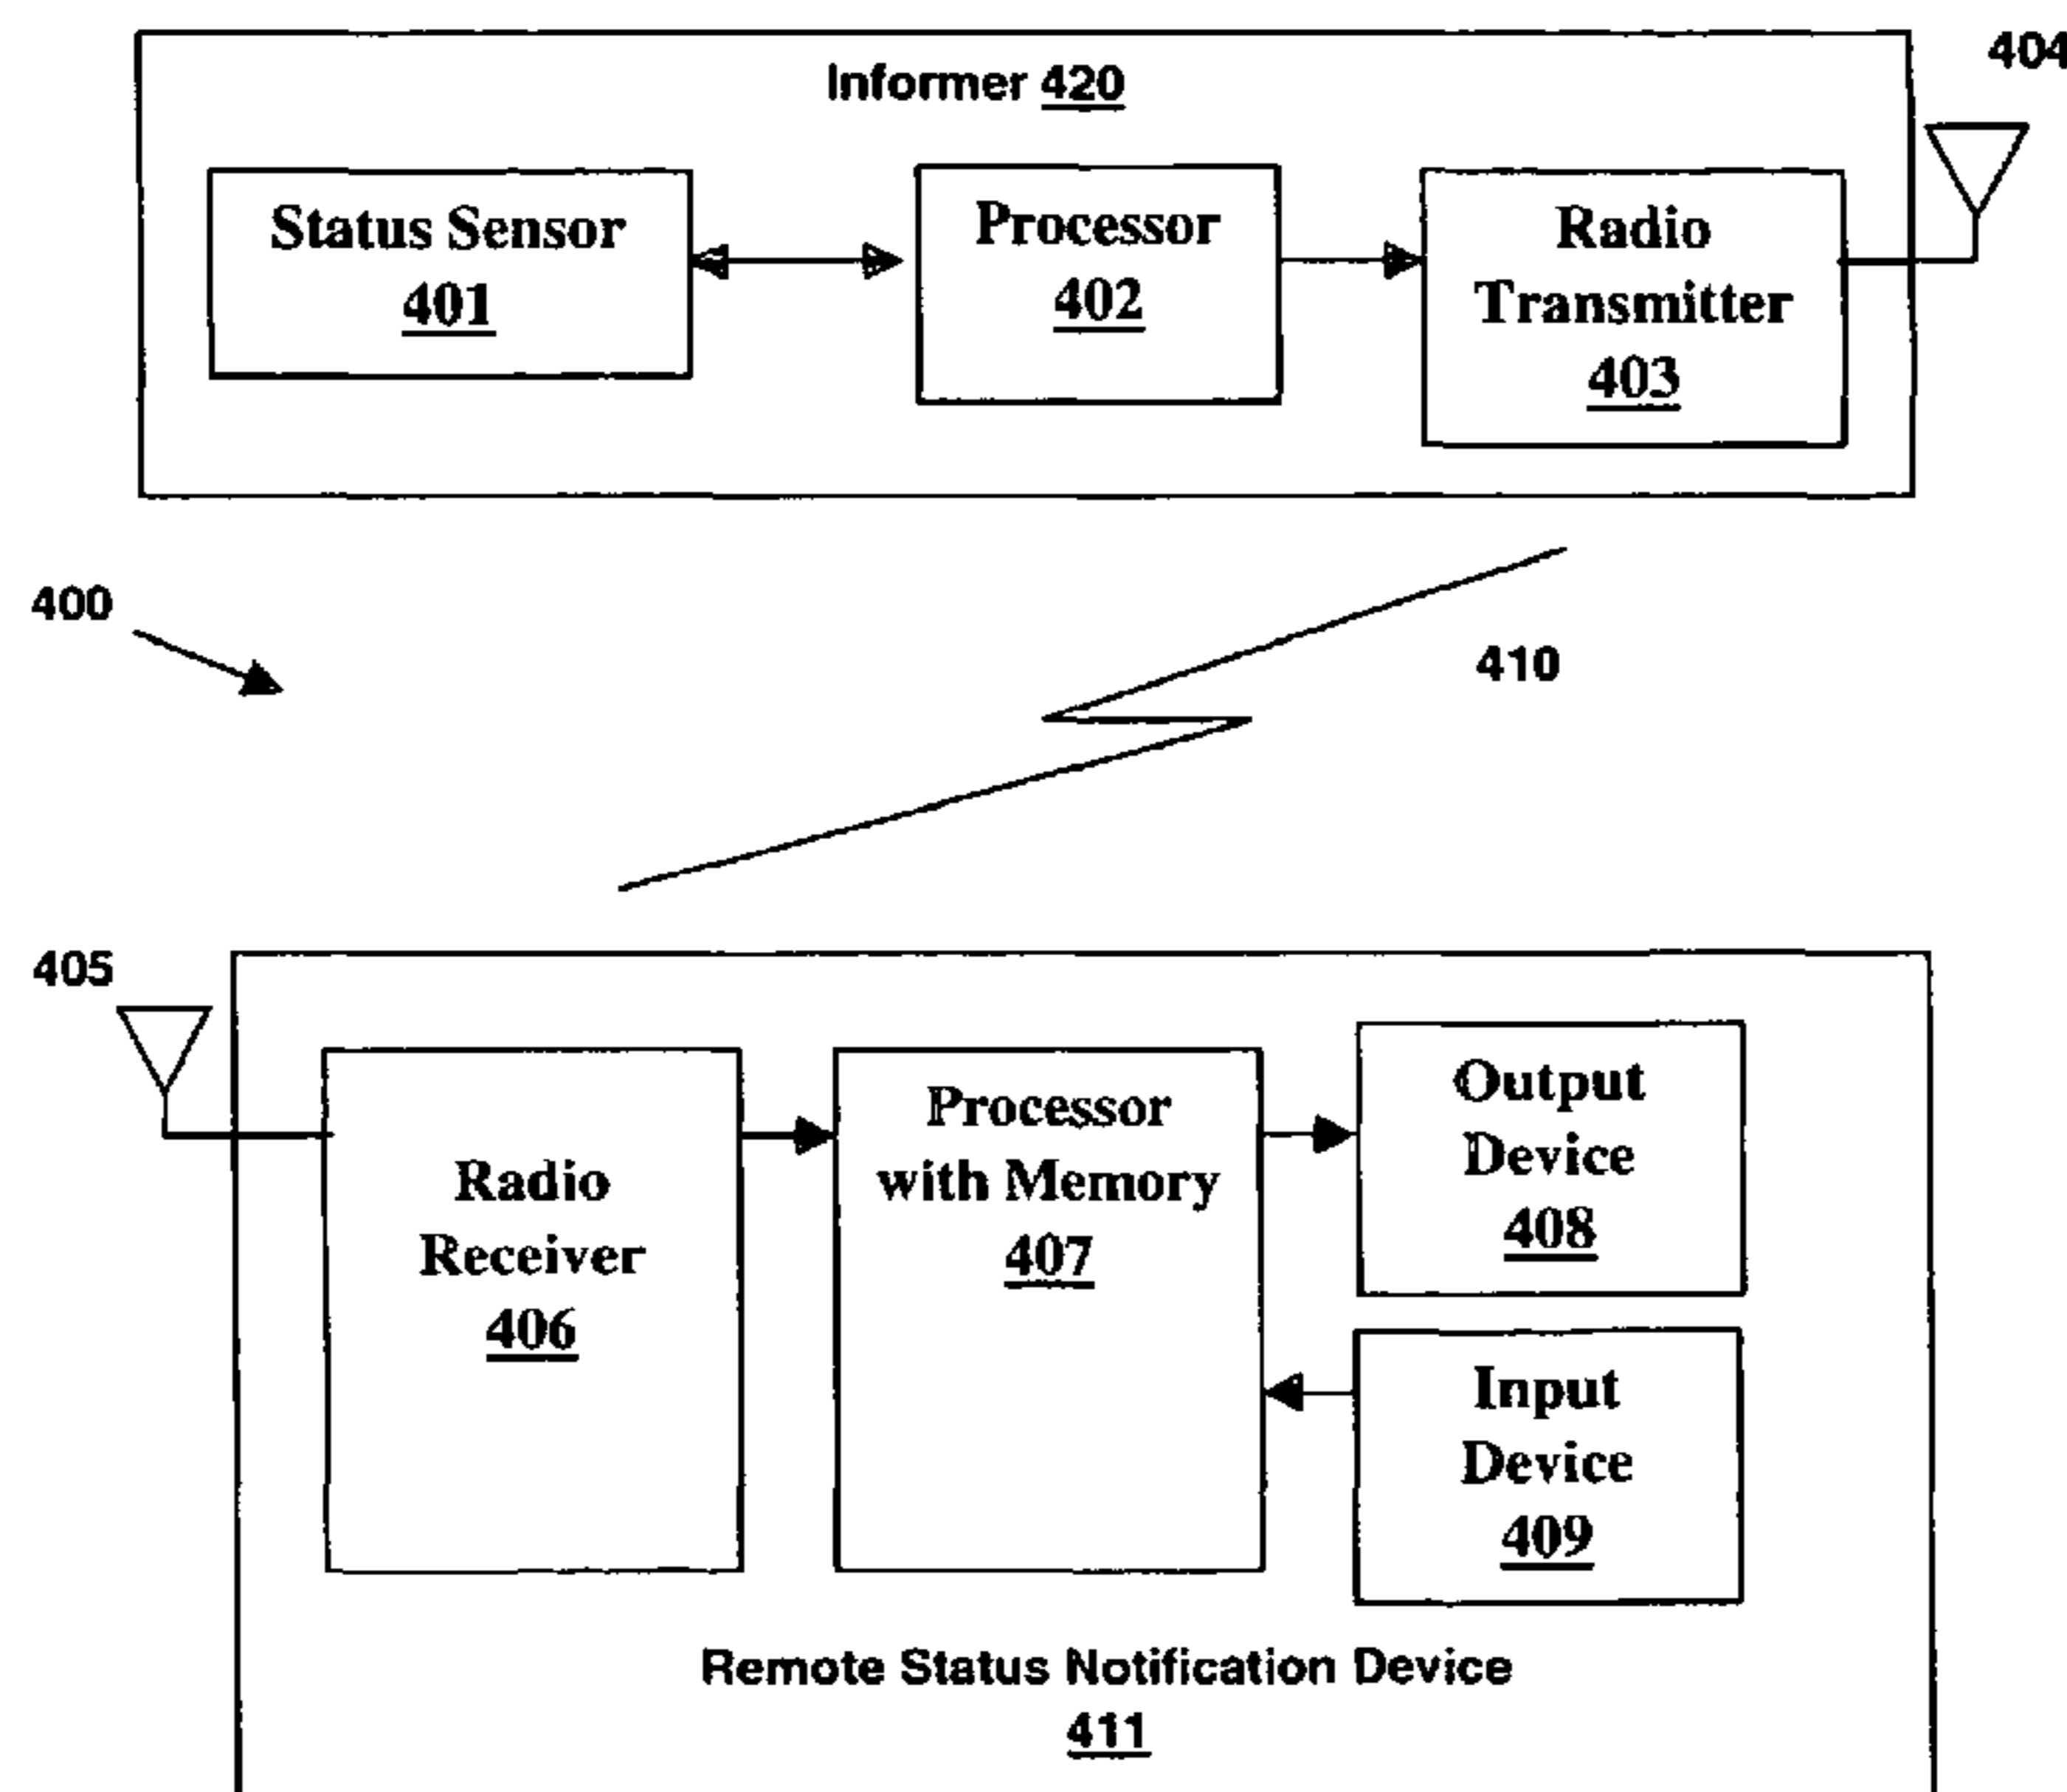 Informer 420
404
Status Sensor
401
Processor
402
Radio
Transmitter
403
400
410
405
Radio
Receiver
406
Processor
with Memory
407
Output
Device
408
Input
Device
409
Remote Status Notification Device
411